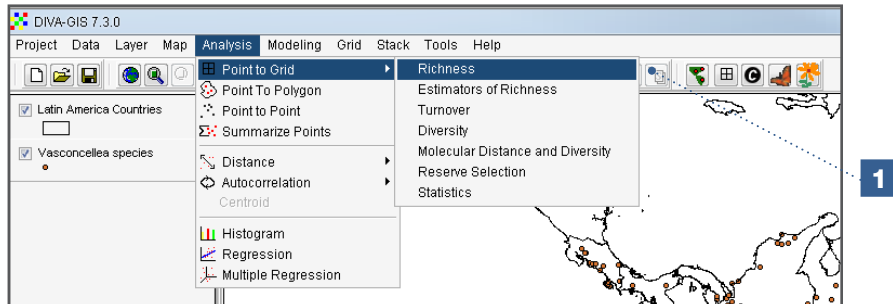 DIVA-GIS 7.3.0
Project Data Layer Map Analysis Modeling Grid Stack Tools Help
Point to Grid
Richness
Point To Polygon
Estimators of Richness
Latin America Countries
Point to Point
Turnover
Summarize Points
Diversity
Vasconcellea species
Molecular Distance and Diversity
Distance
Reserve Selection
Autocorrelation
Statistics
Centroid
Histogram
Regression
Multiple Regression
1